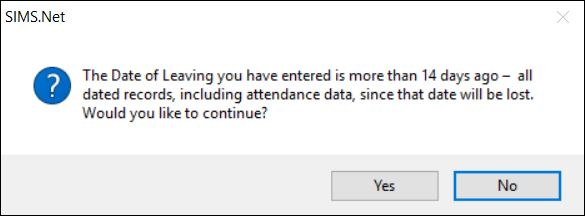 SIMS.Net
The Date of Leaving you have entered is more than 14 days ago –  all
dated records, including attendance data, since that date will be lost.
Would you like to continue?
Yes
No